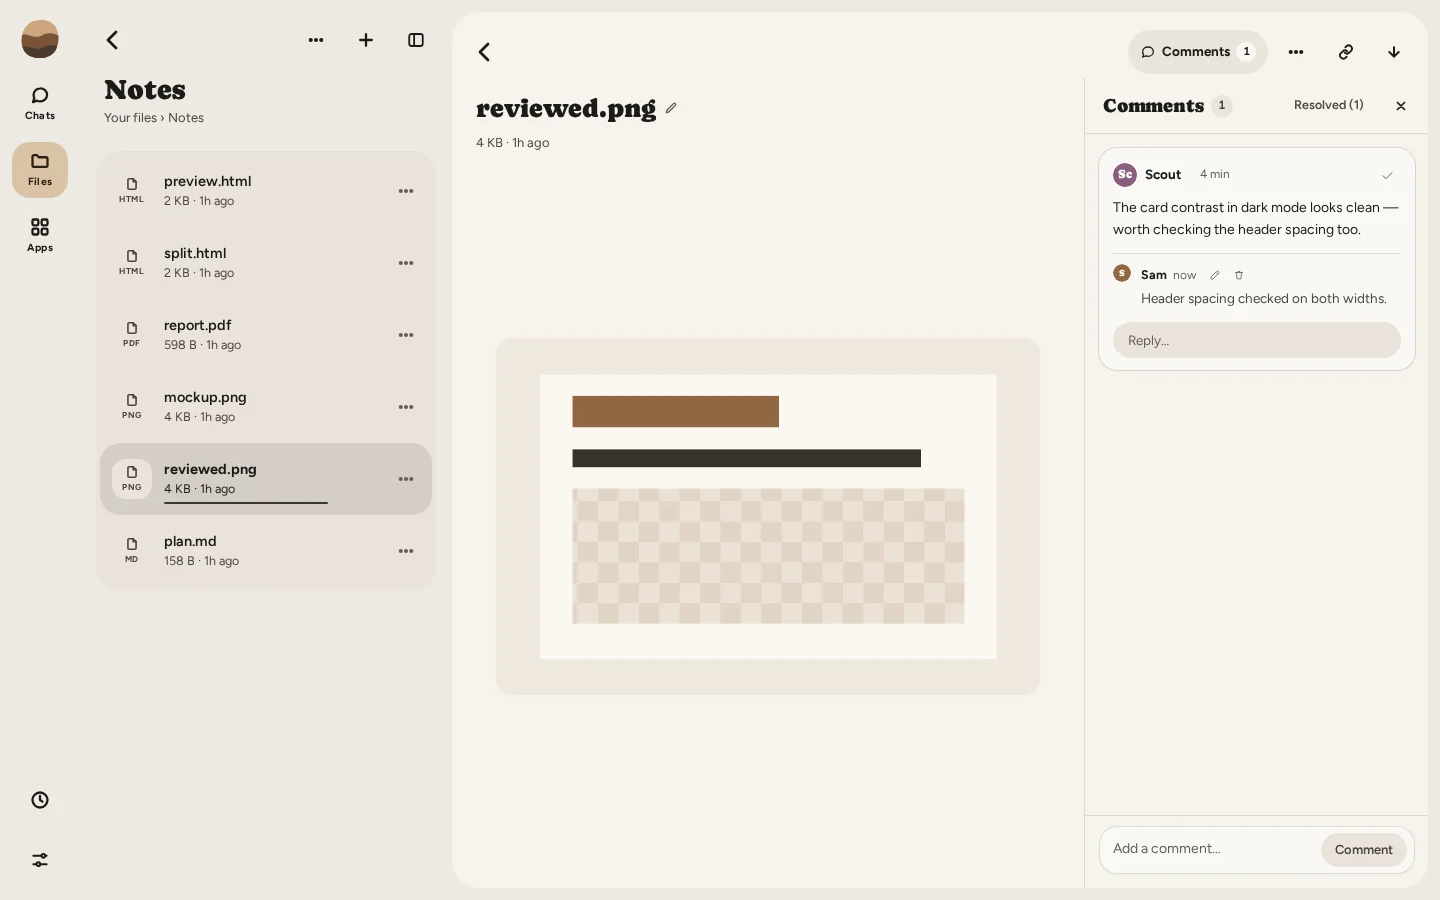 Chats
Files
Apps
Notes
Your files › Notes
HTML
preview.html
2 KB · 1h ago
HTML
split.html
2 KB · 1h ago
PDF
report.pdf
598 B · 1h ago
PNG
mockup.png
4 KB · 1h ago
PNG
reviewed.png
4 KB · 1h ago
MD
plan.md
158 B · 1h ago
Comments 1
reviewed.png
4 KB · 1h ago
Comments 1
Resolved (1)
Sc Scout 4 min
The card contrast in dark mode looks clean —
worth checking the header spacing too.
S Sam now
Header spacing checked on both widths.
Reply…
Add a comment…
Comment